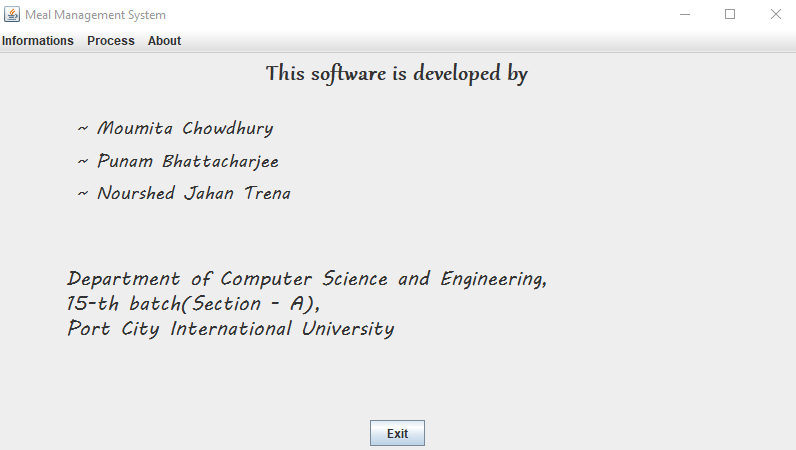 Meal Management System
Informations Process About
This software is developed by
~ Moumita Chowdhury
~ Punam Bhattacharjee
~ Nourshed Jahan Trena
Department of Computer Science and Engineering,
15-th batch(Section - A),
Port City International University
Exit